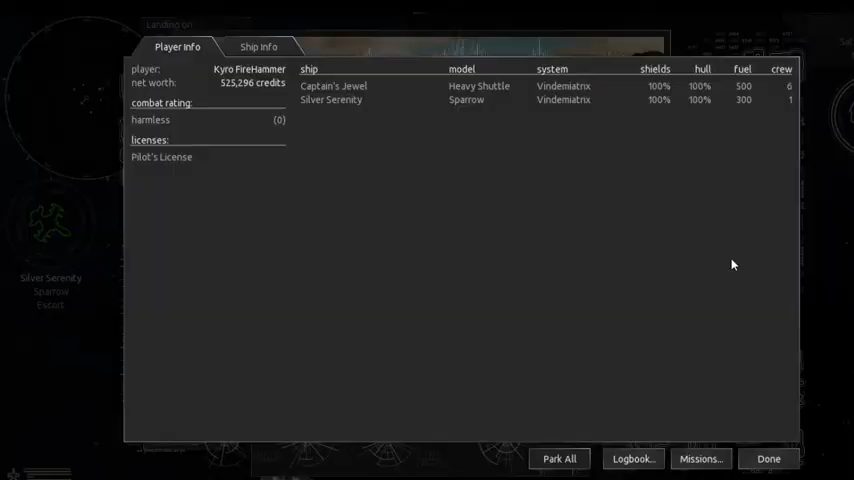 Landing on
Player Info
Ship Info
player: Kyro FireHammer
net worth: 525,296 credits
combat rating:
harmless (0)
licenses:
Pilot's License
ship model system shields hull fuel crew
Captain's Jewel Heavy Shuttle Vindemiatrix 100% 100% 500 6
Silver Serenity Sparrow Vindemiatrix 100% 100% 300 1
Silver Serenity
Sparrow
Escort
Park All
Logbook...
Missions...
Done